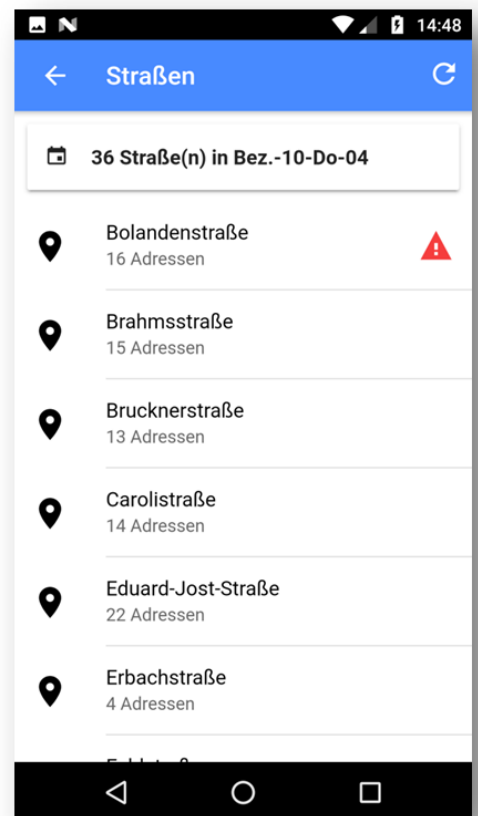 14:48
Straßen
36 Straße(n) in Bez.-10-Do-04
Bolandenstraße
16 Adressen
Brahmsstraße
15 Adressen
Brucknerstraße
13 Adressen
Carolistraße
14 Adressen
Eduard-Jost-Straße
22 Adressen
Erbachstraße
4 Adressen